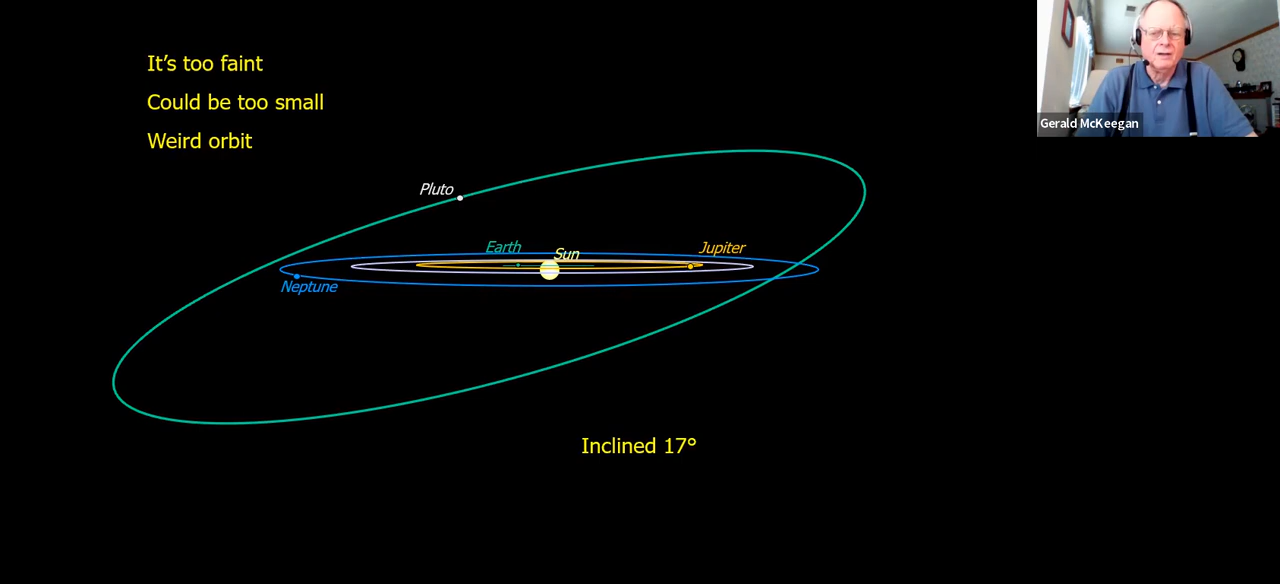 It's too faint
Could be too small
Weird orbit
Pluto
Earth
Sun
Jupiter
Neptune
Inclined 17°
Gerald McKeegan